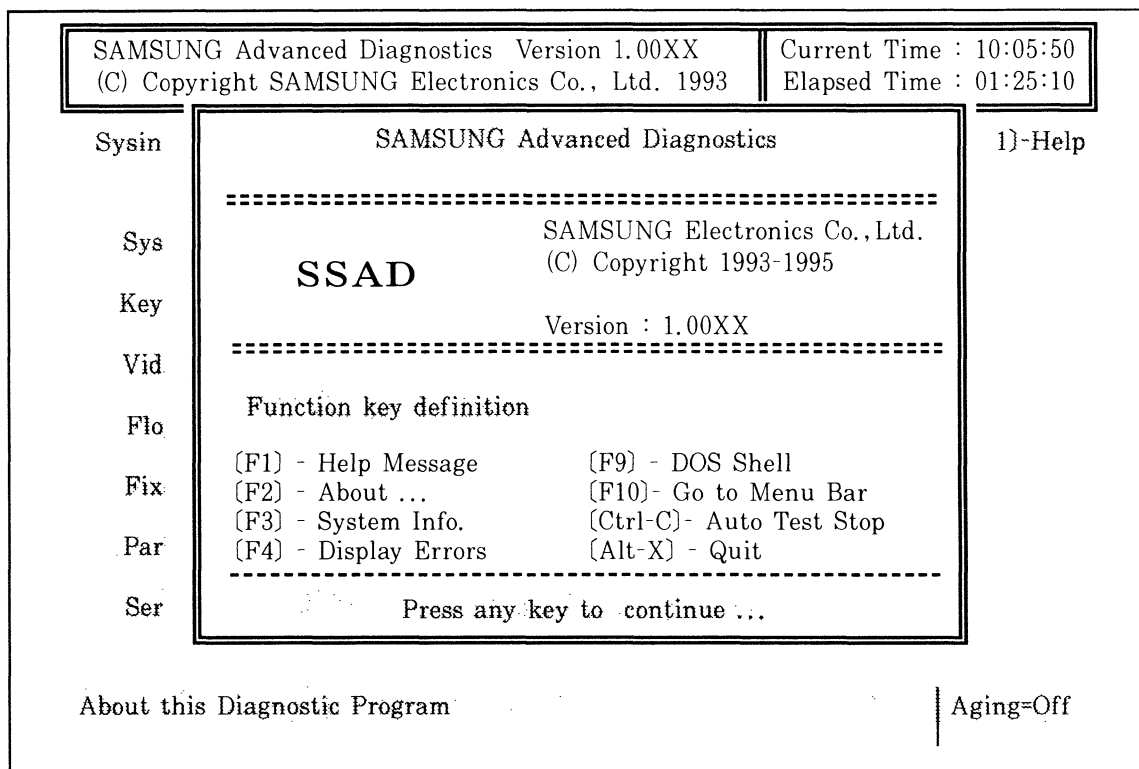 SAMSUNG Advanced Diagnostics Version 1.00XX
(C) Copyright SAMSUNG Electronics Co., Ltd. 1993
Current Time : 10:05:50
Elapsed Time : 01:25:10
Sysin
1]-Help
SAMSUNG Advanced Diagnostics
SAMSUNG Electronics Co.,Ltd.
(C) Copyright 1993-1995
SSAD
Version : 1.00XX
Sys
Key
Vid
Flo
Fix
Par
Ser
Function key definition
[F1] - Help Message
[F2] - About ...
[F3] - System Info.
[F4] - Display Errors
[F9] - DOS Shell
[F10]- Go to Menu Bar
[Ctrl-C]- Auto Test Stop
[Alt-X] - Quit
Press any key to continue ...
About this Diagnostic Program
Aging=Off